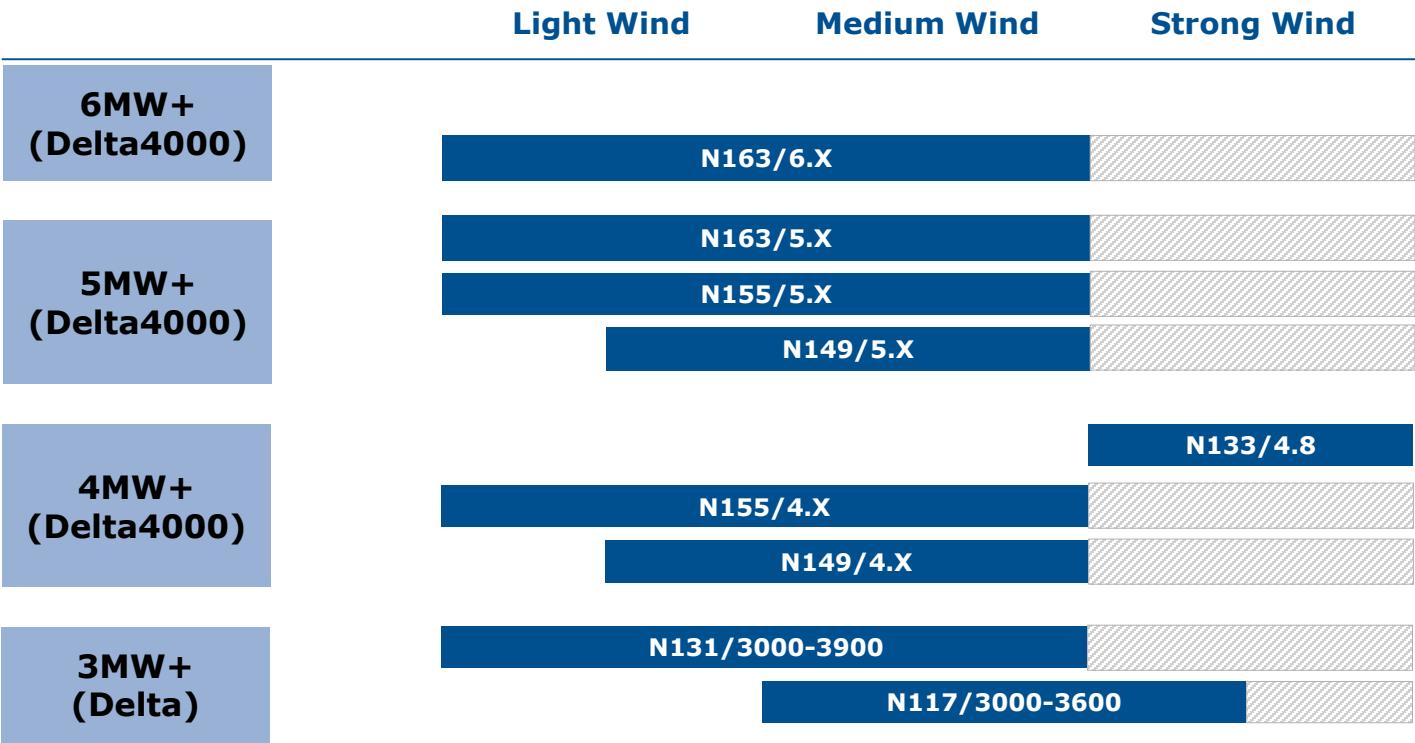 Light Wind Medium Wind Strong Wind
6MW+
(Delta4000)
N163/6.X
5MW+
(Delta4000)
N163/5.X
N155/5.X
N149/5.X
4MW+
(Delta4000)
N133/4.8
N155/4.X
N149/4.X
3MW+
(Delta)
N131/3000-3900
N117/3000-3600